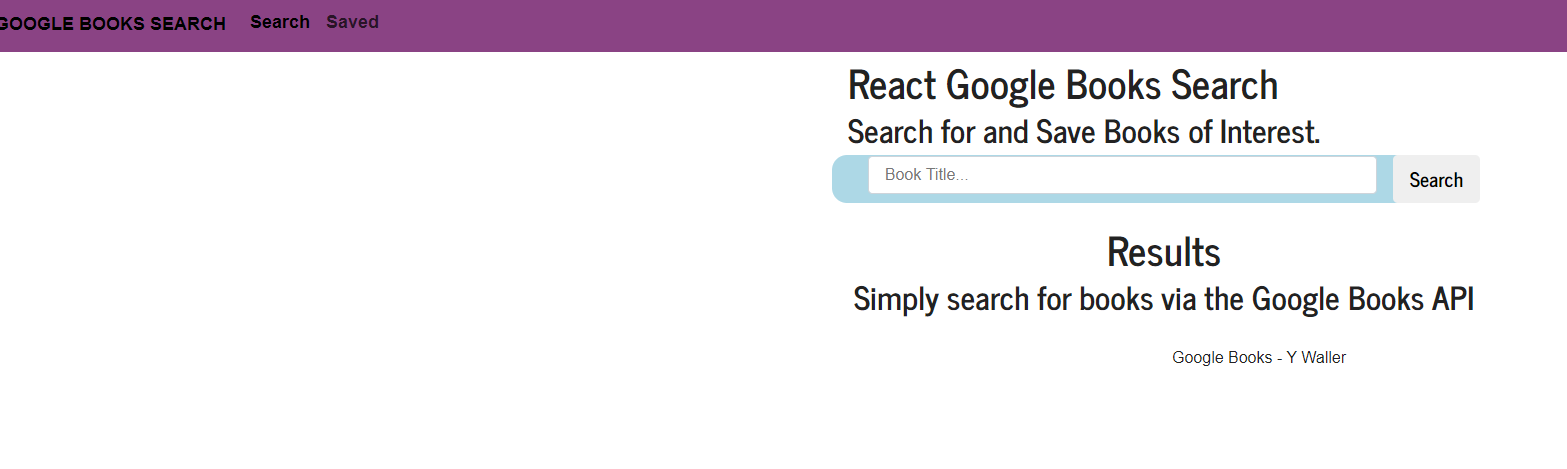 GOOGLE BOOKS SEARCH Search Saved
React Google Books Search
Search for and Save Books of Interest.
Book Title... Search
Results
Simply search for books via the Google Books API
Google Books - Y Waller